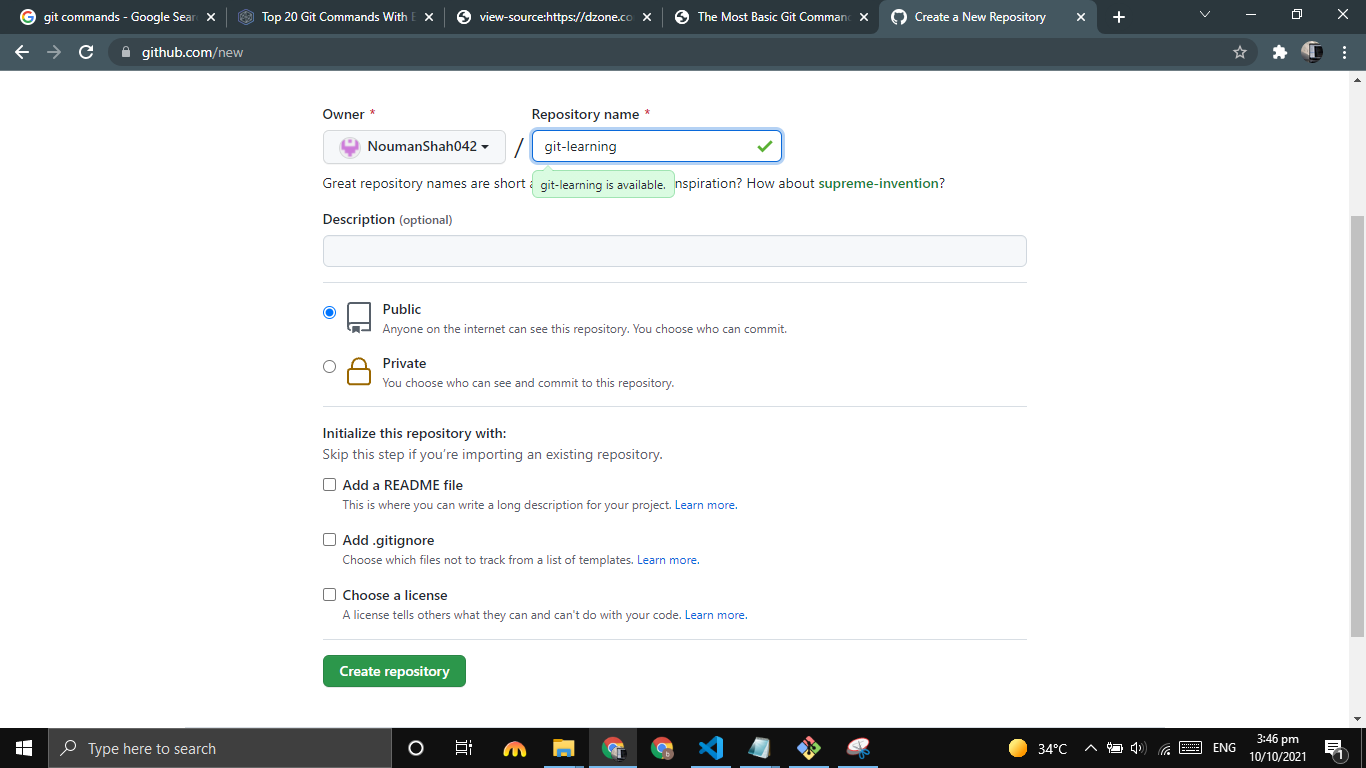 git commands - Google Sear
Top 20 Git Commands With E
view-source:https://dzone.co
The Most Basic Git Command
Create a New Repository
github.com/new
Owner *
Repository name *
NoumanShah042
/
git-learning
Great repository names are short a
nspiration? How about supreme-invention?
git-learning is available.
Description (optional)
Public
Anyone on the internet can see this repository. You choose who can commit.
Private
You choose who can see and commit to this repository.
Initialize this repository with:
Skip this step if you're importing an existing repository.
Add a README file
This is where you can write a long description for your project. Learn more.
Add .gitignore
Choose which files not to track from a list of templates. Learn more.
Choose a license
A license tells others what they can and can't do with your code. Learn more.
Create repository
Type here to search
34°C
ENG
3:46 pm
10/10/2021
1